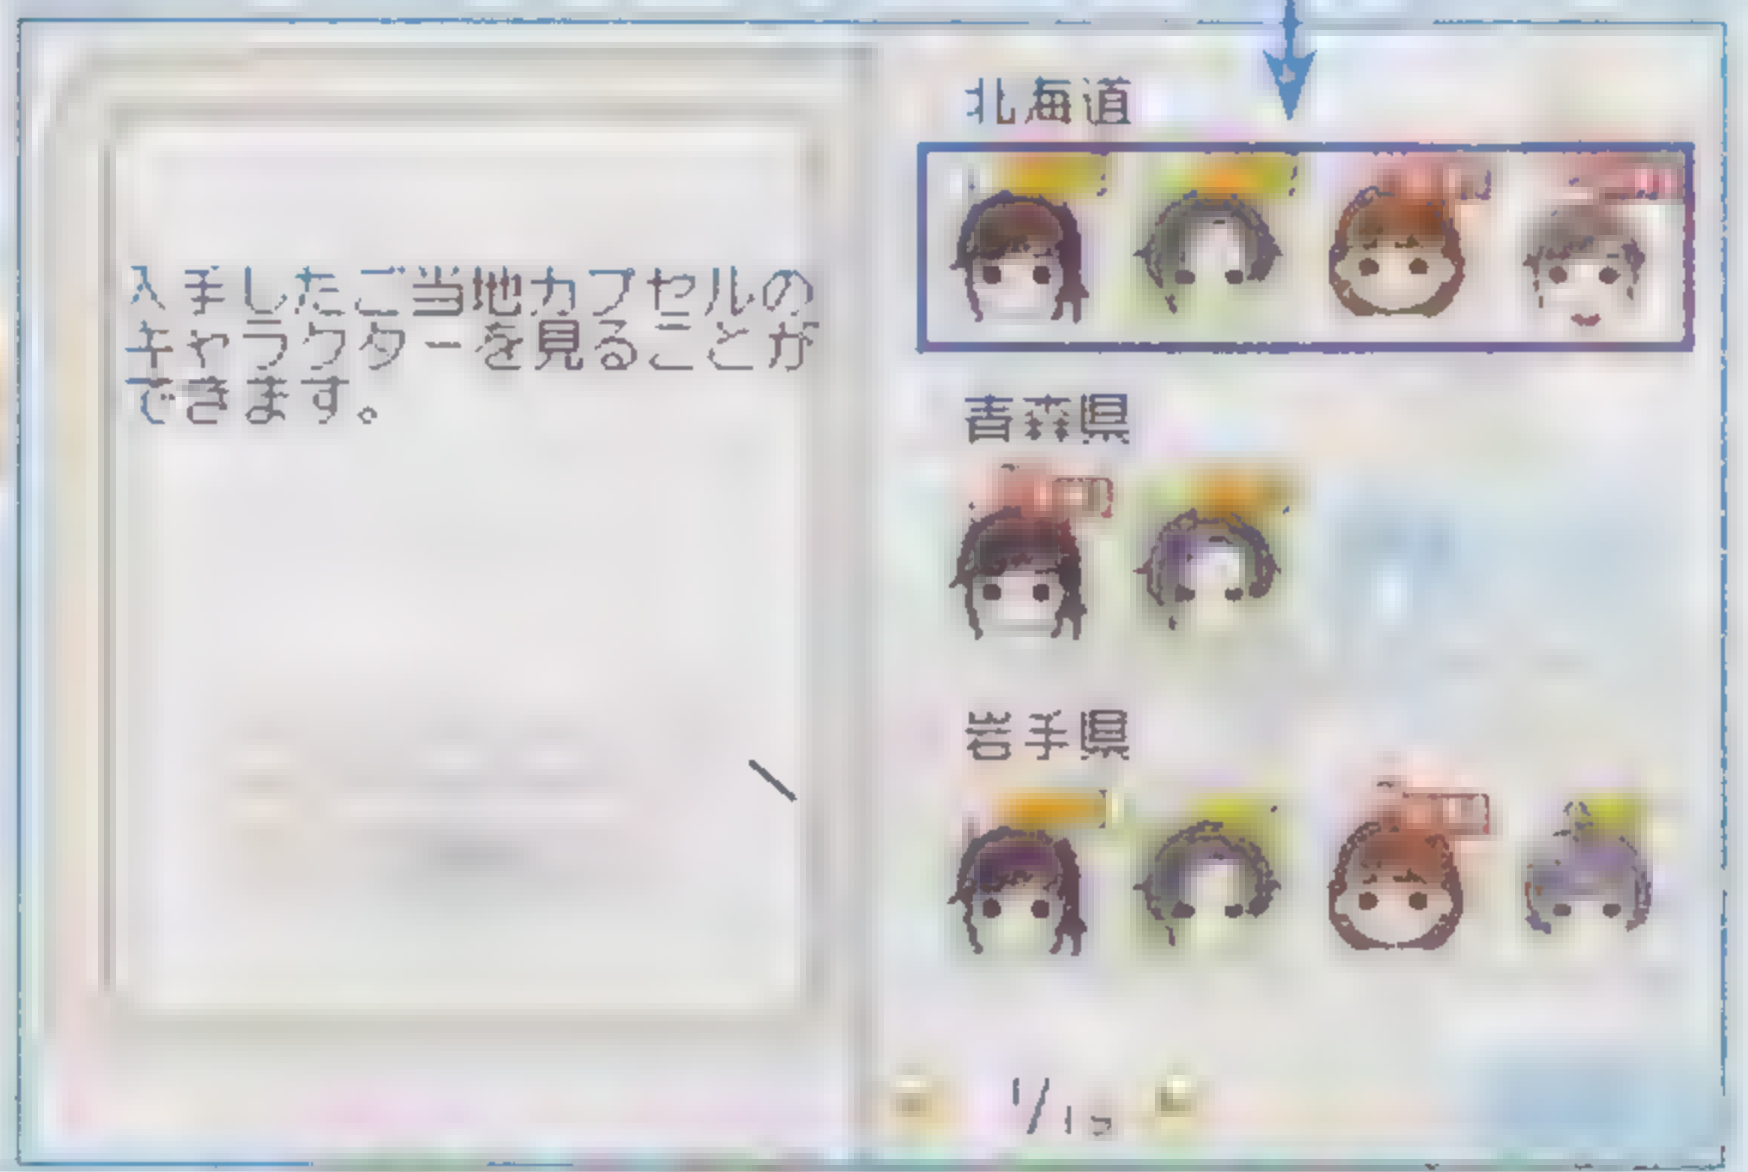 入手したご当地カプセルの
キャラクターを見ることが
できます。
北海道
青森県
岩手県